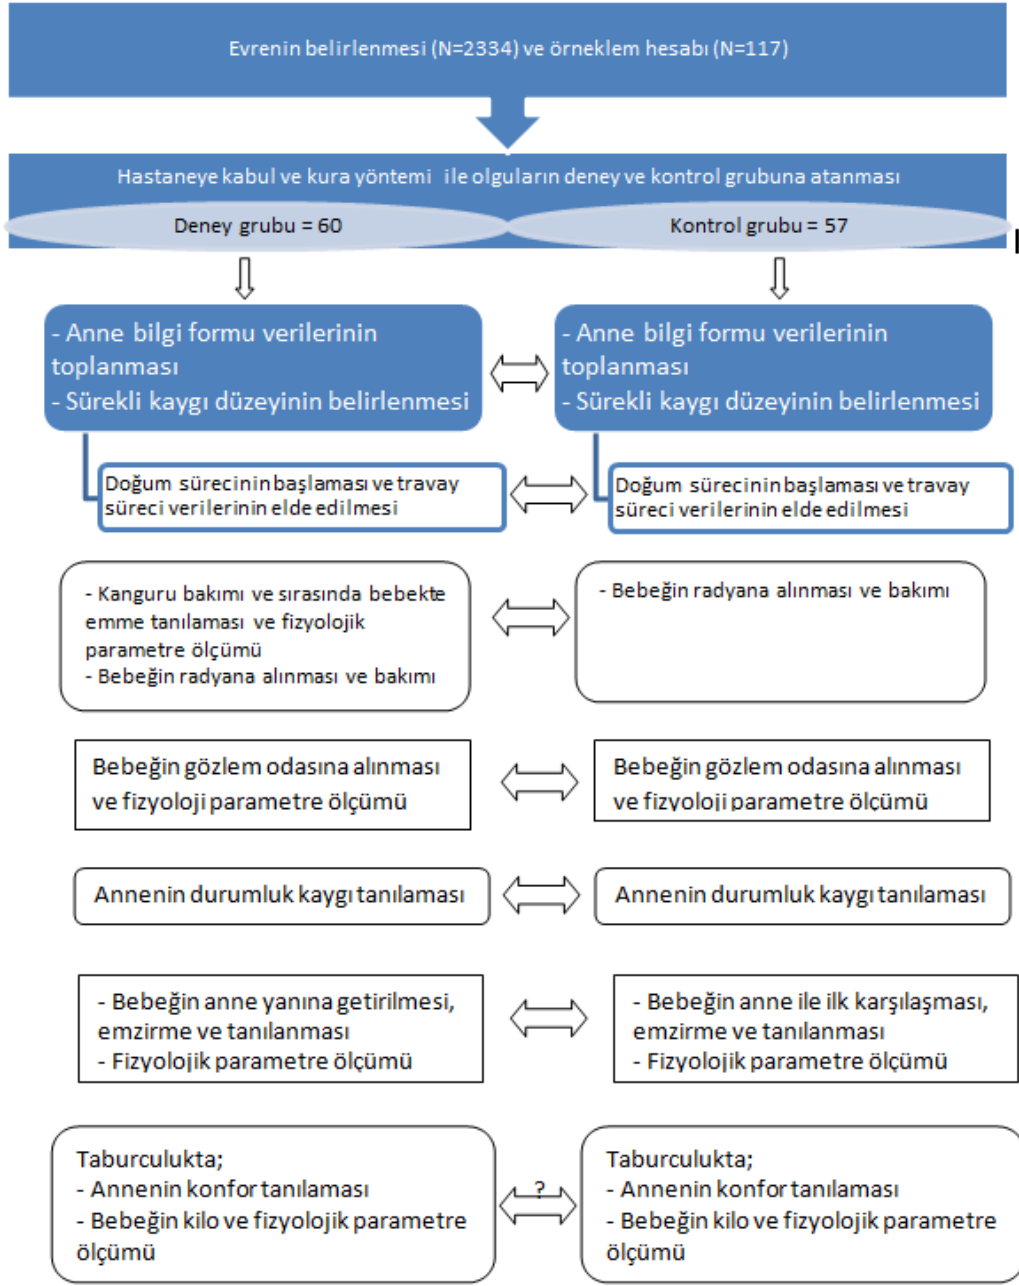 Evrenin belirlenmesi (N=2334) ve örneklem hesabı (N=117)
Hastaneye kabul ve kura yöntemi ile olguların deney ve kontrol grubuna atanması
Deney grubu = 60
Kontrol grubu = 57
- Anne bilgi formu verilerinin
toplanması
- Sürekli kaygı düzeyinin belirlenmesi
- Anne bilgi formu verilerinin
toplanması
- Sürekli kaygı düzeyinin belirlenmesi
Doğum sürecinin başlaması ve travay
süreci verilerinin elde edilmesi
Doğum sürecinin başlaması ve travay
süreci verilerinin elde edilmesi
- Kanguru bakımı ve sırasında bebekte
emme tanılaması ve fizyolojik
parametre ölçümü
- Bebeğin radyana alınması ve bakımı
- Bebeğin radyana alınması ve bakımı
Bebeğin gözlem odasına alınması
ve fizyoloji parametre ölçümü
Bebeğin gözlem odasına alınması
ve fizyoloji parametre ölçümü
Annenin durumluk kaygı tanılaması
Annenin durumluk kaygı tanılaması
- Bebeğin anne yanına getirilmesi,
emzirme ve tanılanması
- Fizyolojik parametre ölçümü
- Bebeğin anne ile ilk karşılaşması,
emzirme ve tanılanması
- Fizyolojik parametre ölçümü
Taburculukta;
- Annenin konfor tanılaması
- Bebeğin kilo ve fizyolojik parametre
ölçümü
?
Taburculukta;
- Annenin konfor tanılaması
- Bebeğin kilo ve fizyolojik parametre
ölçümü